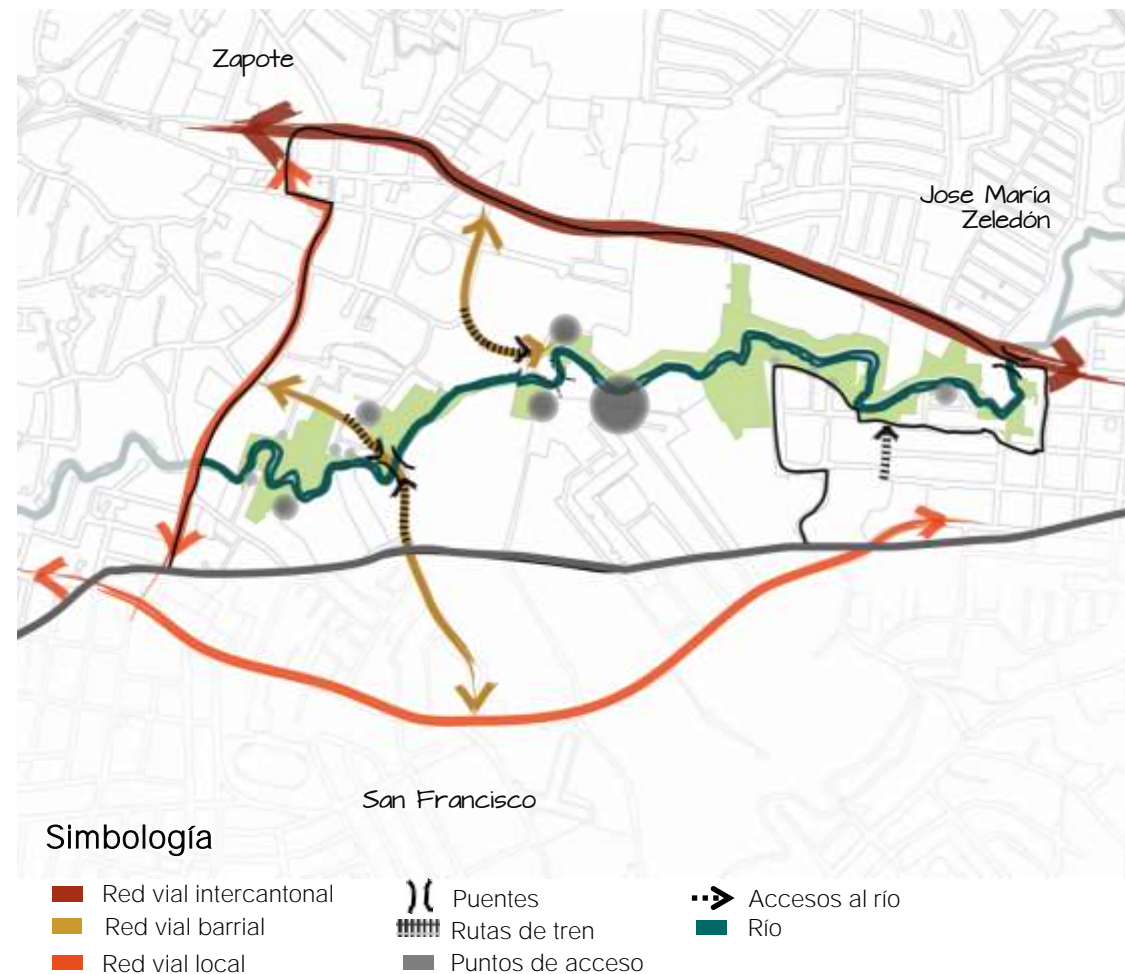 Zapote
Jose María
Zeledón
San Francisco
Simbología
Red vial intercantonal
Red vial barrial
Red vial local
Puentes
Rutas de tren
Puntos de acceso
Accesos al río
Río